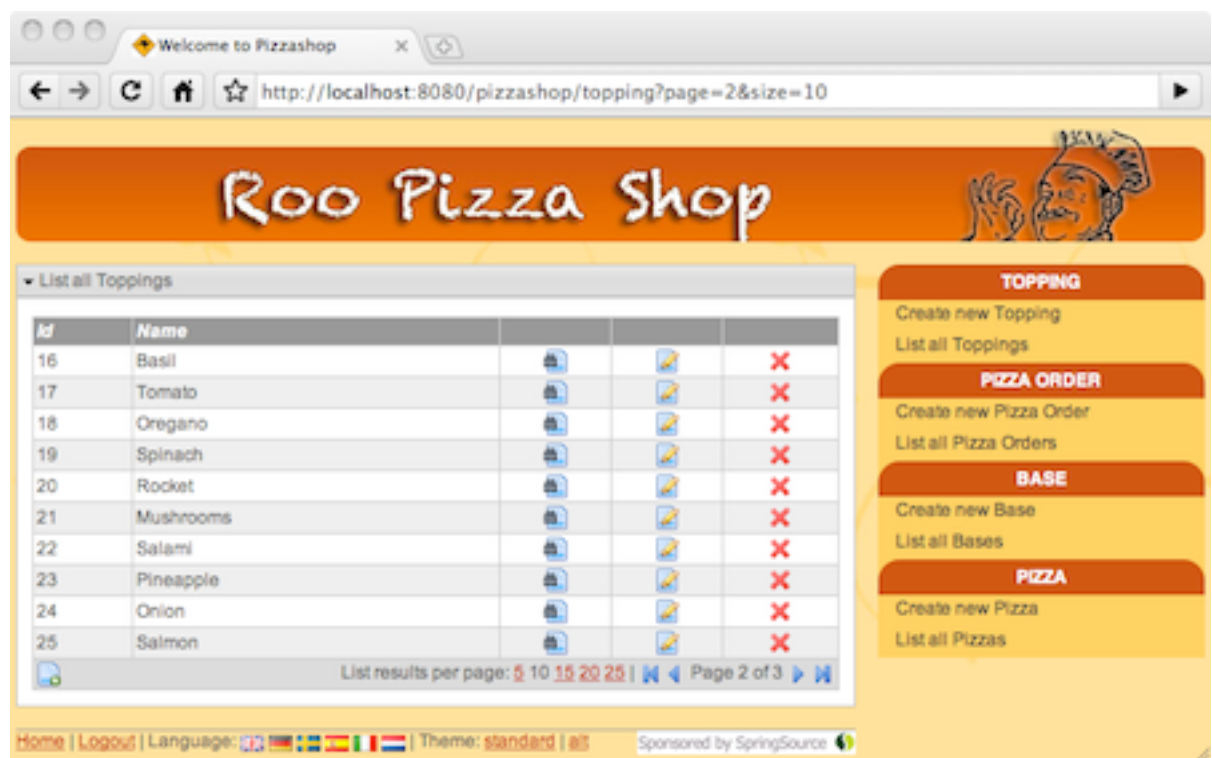 Welcome to Pizzashop
http://localhost:8080/pizzashop/topping?page=2&size=10
Roo Pizza Shop
List all Toppings
Id Name
16 Basil
17 Tomato
18 Oregano
19 Spinach
20 Rocket
21 Mushrooms
22 Salami
23 Pineapple
24 Onion
25 Salmon
List results per page: 5 10 15 20 25 | Page 2 of 3
TOPPING
Create new Topping
List all Toppings
PIZZA ORDER
Create new Pizza Order
List all Pizza Orders
BASE
Create new Base
List all Bases
PIZZA
Create new Pizza
List all Pizzas
Home | Logout | Language: | Theme: standard | alt
Sponsored by SpringSource